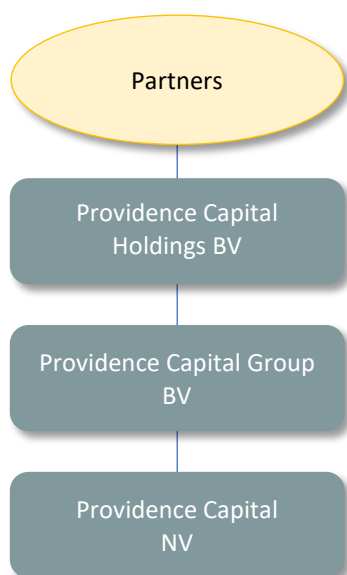 Partners
Providence Capital
Holdings BV
Providence Capital Group
BV
Providence Capital
NV